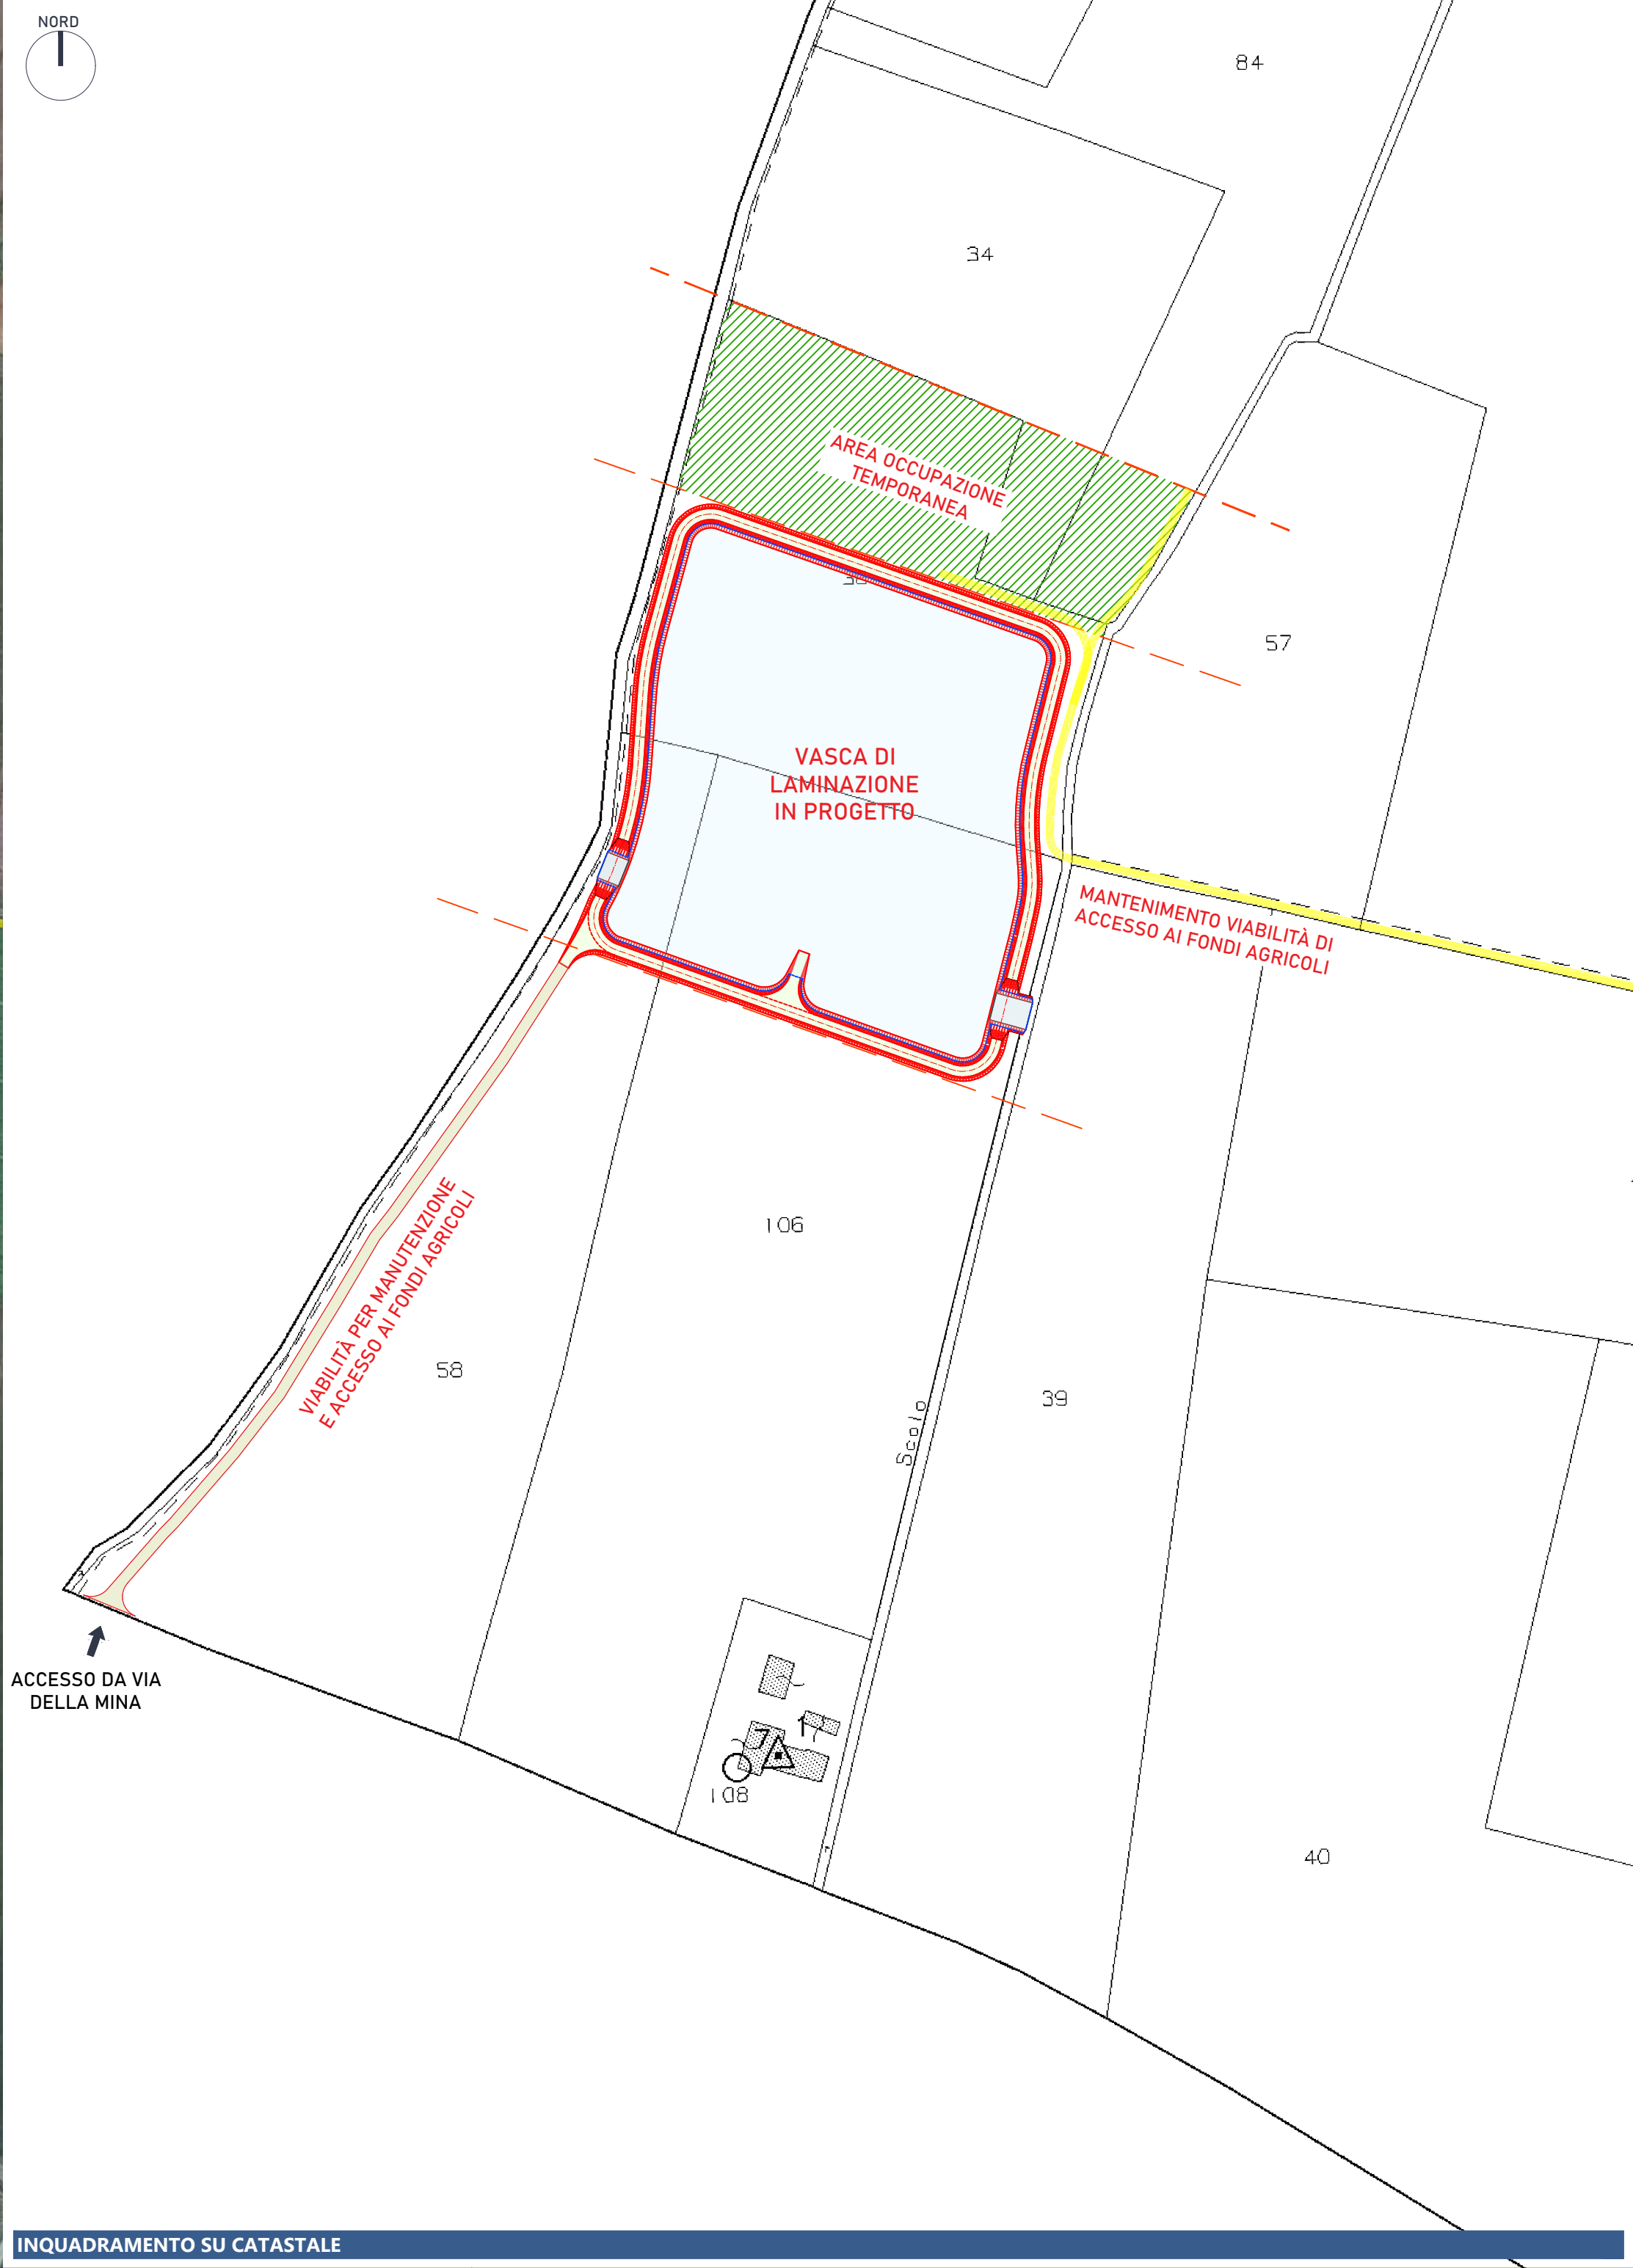 NORD
84
34
AREA OCCUPAZIONE
TEMPORANEA
57
VASCA DI
LAMINAZIONE
IN PROGETTO
MANTENIMENTO VIABILITÀ DI
ACCESSO AI FONDI AGRICOLI
VIABILITÀ PER MANUTENZIONE
E ACCESSO AI FONDI AGRICOLI
106
58
39
Scolo
ACCESSO DA VIA
DELLA MINA
108
40
INQUADRAMENTO SU CATASTALE